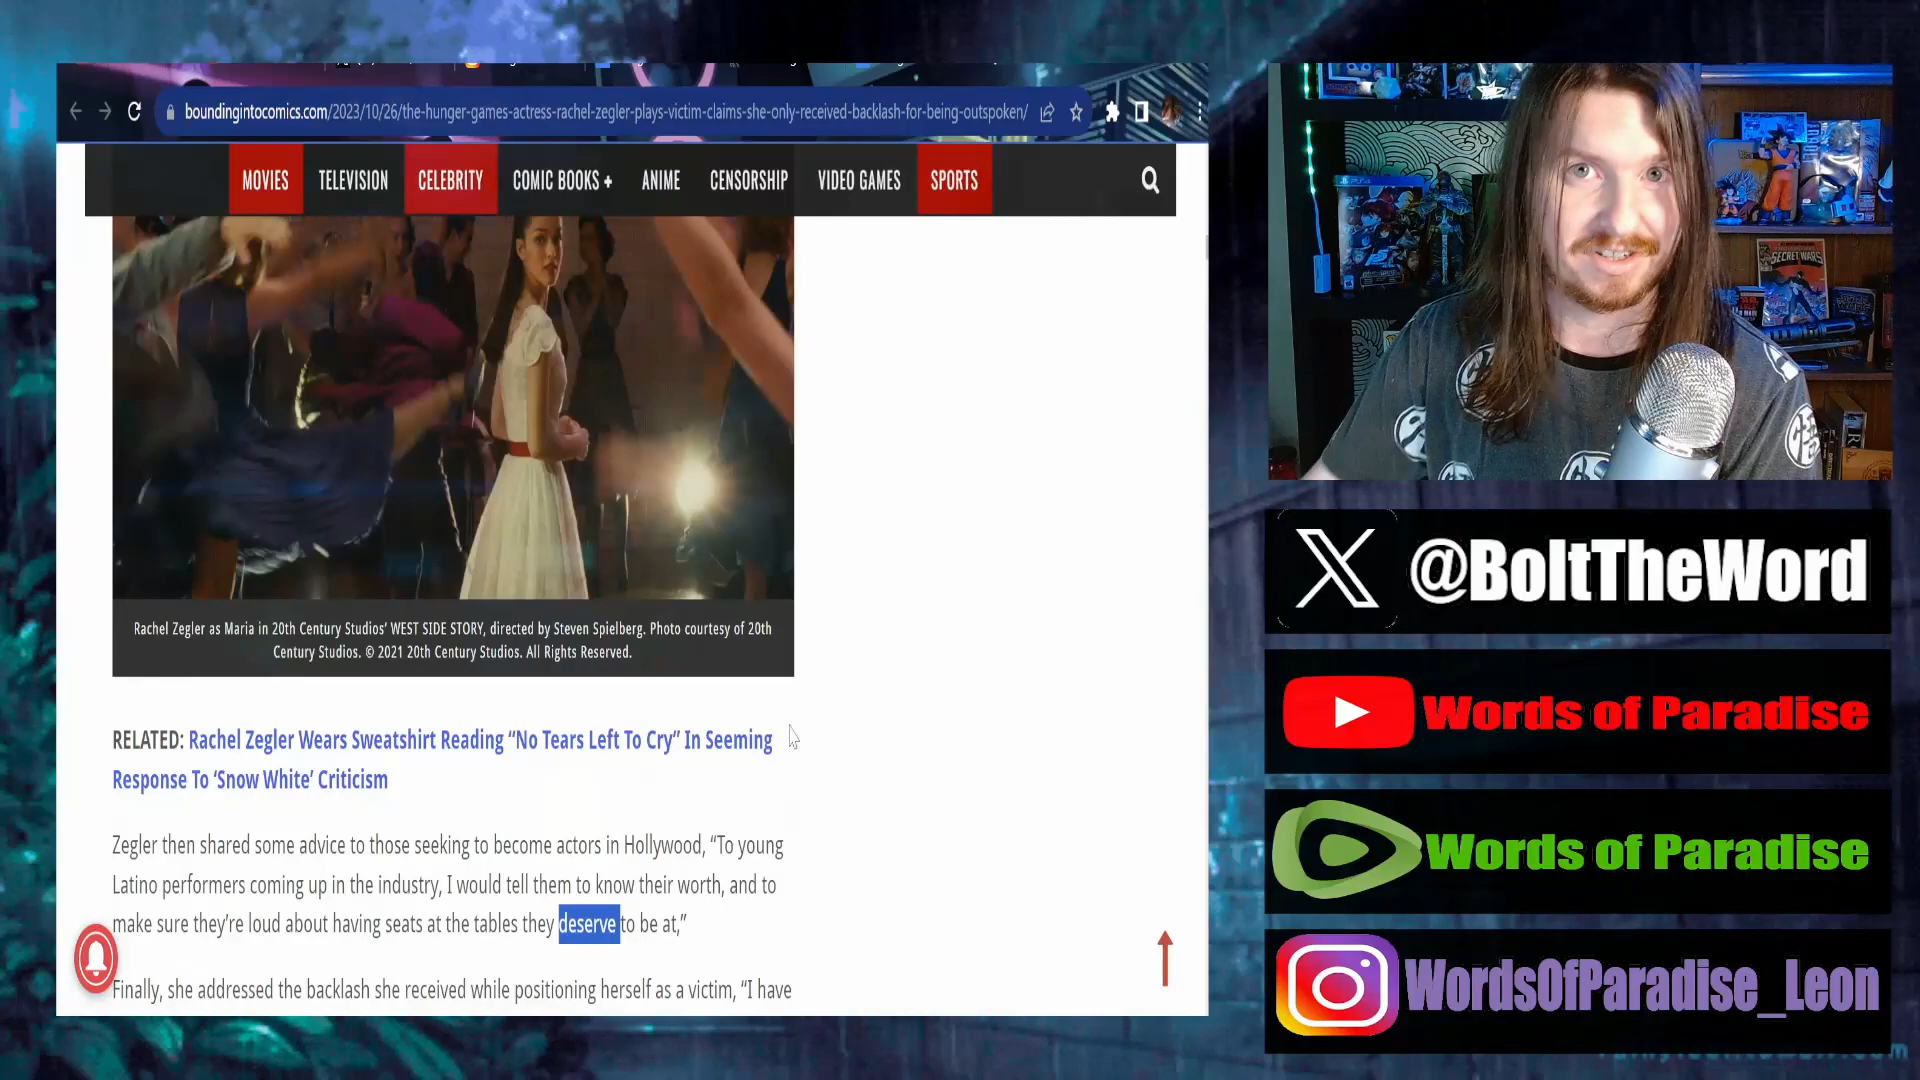 boundingintocomics.com/2023/10/26/the-hunger-games-actress-rachel-zegler-plays-victim-claims-she-only-received-backlash-for-being-outspoken/
MOVIES TELEVISION CELEBRITY COMIC BOOKS + ANIME CENSORSHIP VIDEO GAMES SPORTS
Rachel Zegler as Maria in 20th Century Studios’ WEST SIDE STORY, directed by Steven Spielberg. Photo courtesy of 20th
Century Studios. © 2021 20th Century Studios. All Rights Reserved.
RELATED: Rachel Zegler Wears Sweatshirt Reading “No Tears Left To Cry” In Seeming
Response To ‘Snow White’ Criticism
Zegler then shared some advice to those seeking to become actors in Hollywood, “To young
Latino performers coming up in the industry, I would tell them to know their worth, and to
make sure they’re loud about having seats at the tables they deserve to be at,”
Finally, she addressed the backlash she received while positioning herself as a victim, “I have
SECRET WARS
@BoltTheWord
Words of Paradise
Words of Paradise
WordsOfParadise_Leon